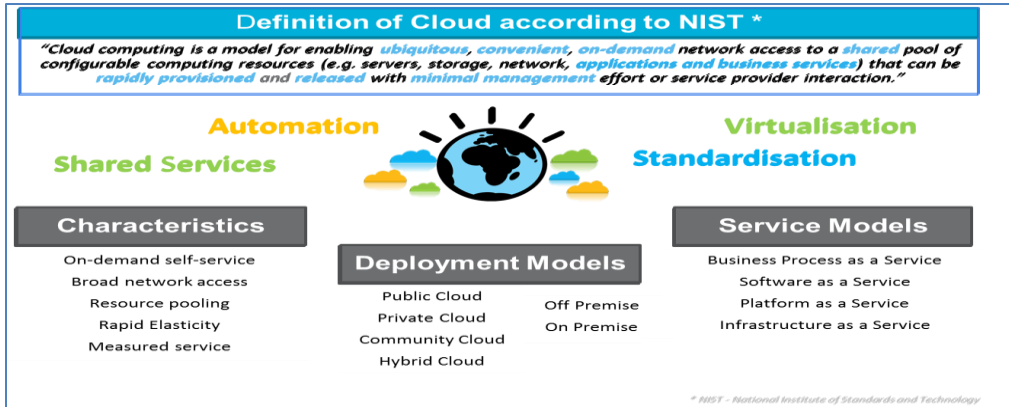 Definition of Cloud according to NIST *
"Cloud computing is a model for enabling ubiquitous, convenient, on-demand network access to a shared pool of
configurable computing resources (e.g. servers, storage, network, applications and business services) that can be
rapidly provisioned and released with minimal management effort or service provider interaction."
Automation
Shared Services
Virtualisation
Standardisation
Characteristics
On-demand self-service
Broad network access
Resource pooling
Rapid Elasticity
Measured service
Deployment Models
Public Cloud
Private Cloud
Community Cloud
Hybrid Cloud
Off Premise
On Premise
Service Models
Business Process as a Service
Software as a Service
Platform as a Service
Infrastructure as a Service
* NIST - National Institute of Standards and Technology